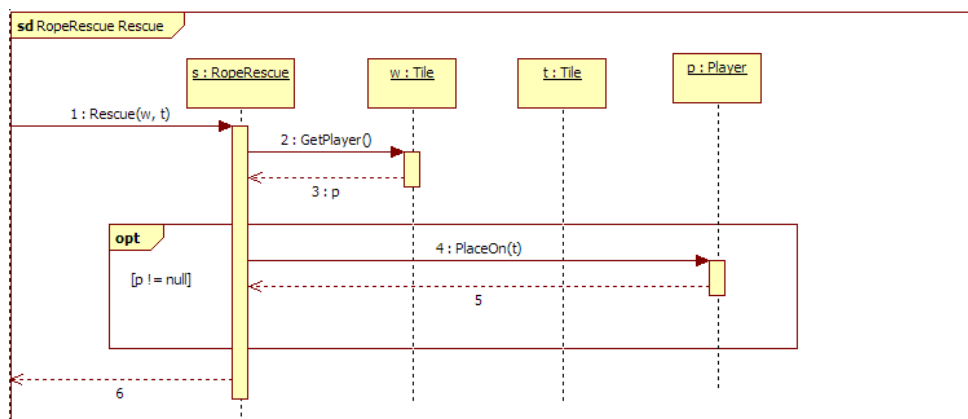 sd RopeRescue Rescue
s : RopeRescue
w : Tile
t : Tile
p : Player
1 : Rescue(w, t)
2 : GetPlayer()
3 : p
opt
4 : PlaceOn(t)
[p != null]
5
6